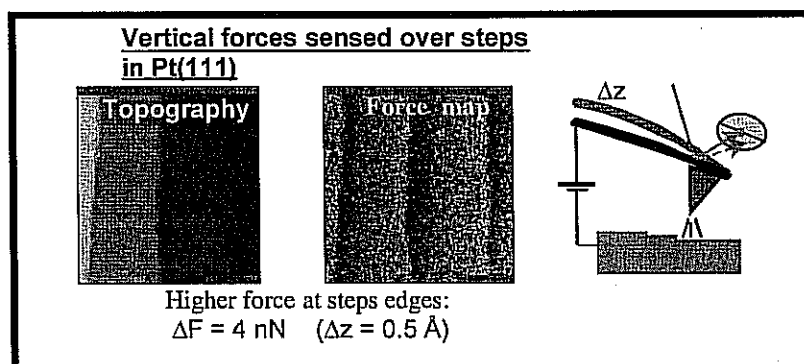 Vertical forces sensed over steps
in Pt(111)
Topography
Force map
Δz
Higher force at steps edges:
ΔF = 4 nN (Δz = 0.5 Å)